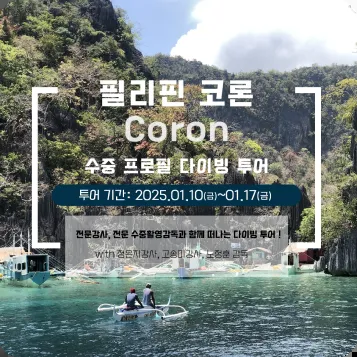 필리핀 코론
Coron
수중 프로필 다이빙 투어
투어 기간: 2025.01.10(금)~01.17(금)
전문강사, 전문 수중촬영감독과 함께 떠나는 다이빙 투어 !
with 정은지강사, 고송미강사, 노정훈 감독